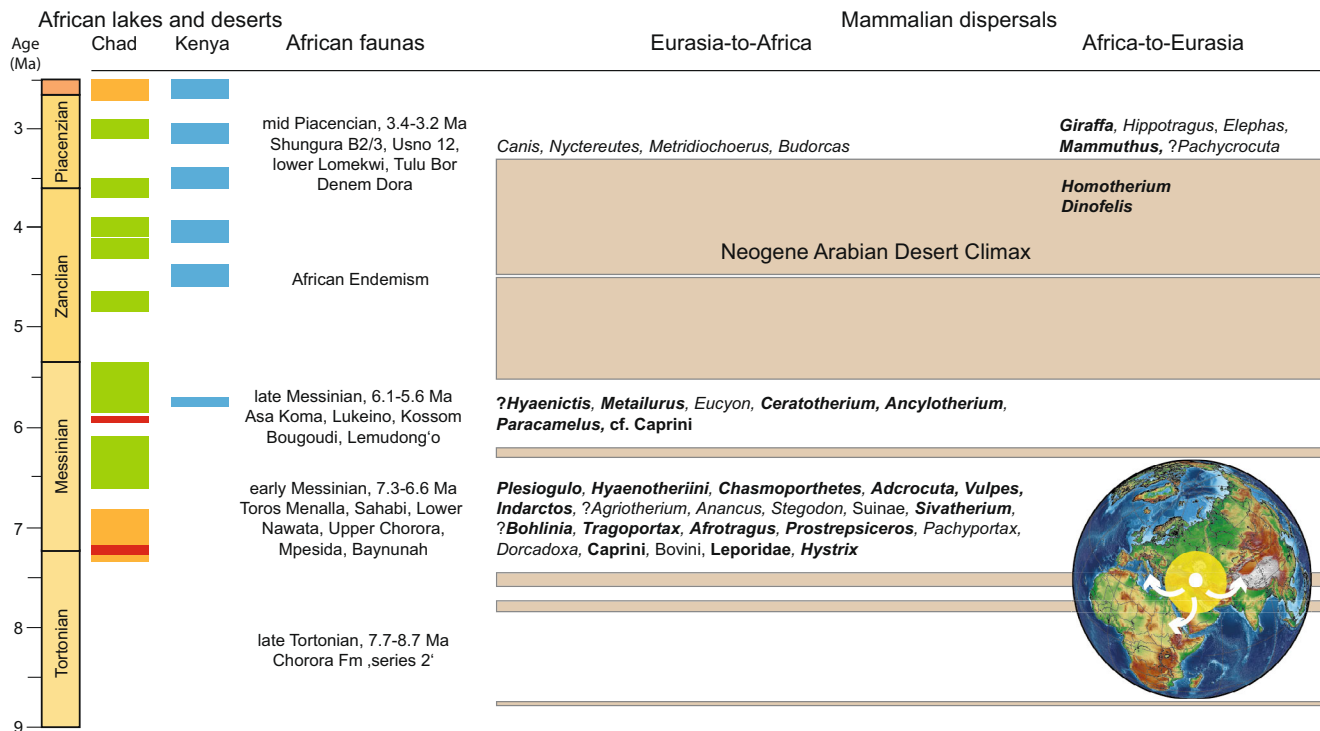 African lakes and deserts
Mammalian dispersals
Age
(Ma)
Chad
Kenya
African faunas
Eurasia-to-Africa
Africa-to-Eurasia
3
4
5
6
7
8
9
Piacenzian
Zanclian
Messinian
Tortonian
mid Piacencian, 3.4-3.2 Ma
Shungura B2/3, Usno 12,
lower Lomekwi, Tulu Bor
Denem Dora
African Endemism
late Messinian, 6.1-5.6 Ma
Asa Koma, Lukeino, Kossom
Bougoudi, Lemudong‘o
early Messinian, 7.3-6.6 Ma
Toros Menalla, Sahabi, Lower
Nawata, Upper Chorora,
Mpesida, Baynunah
late Tortonian, 7.7-8.7 Ma
Chorora Fm ‚series 2‘
Canis, Nyctereutes, Metridiochoerus, Budorcas
Giraffa, Hippotragus, Elephas,
Mammuthus, ?Pachycrocuta
Homotherium
Dinofelis
Neogene Arabian Desert Climax
?Hyaenictis, Metailurus, Eucyon, Ceratotherium, Ancylotherium,
Paracamelus, cf. Caprini
Plesiogulo, Hyaenotheriini, Chasmoporthetes, Adcrocuta, Vulpes,
Indarctos, ?Agriotherium, Anancus, Stegodon, Suinae, Sivatherium,
?Bohlinia, Tragoportax, Afrotragus, Prostrepsiceros, Pachyportax,
Dorcadoxa, Caprini, Bovini, Leporidae, Hystrix